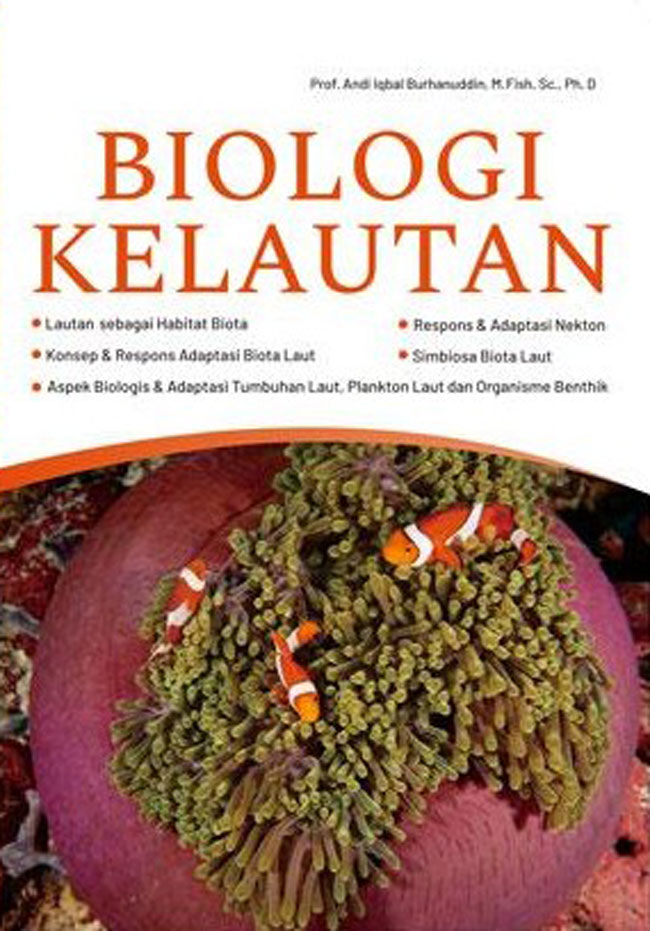 Prof. Andi Iqbal Burhanuddin, M.Fish. Sc., Ph. D
BIOLOGI
KELAUTAN
• Lautan sebagai Habitat Biota
• Respons & Adaptasi Nekton
• Konsep & Respons Adaptasi Biota Laut
• Simbiosa Biota Laut
• Aspek Biologis & Adaptasi Tumbuhan Laut, Plankton Laut dan Organisme Benthik